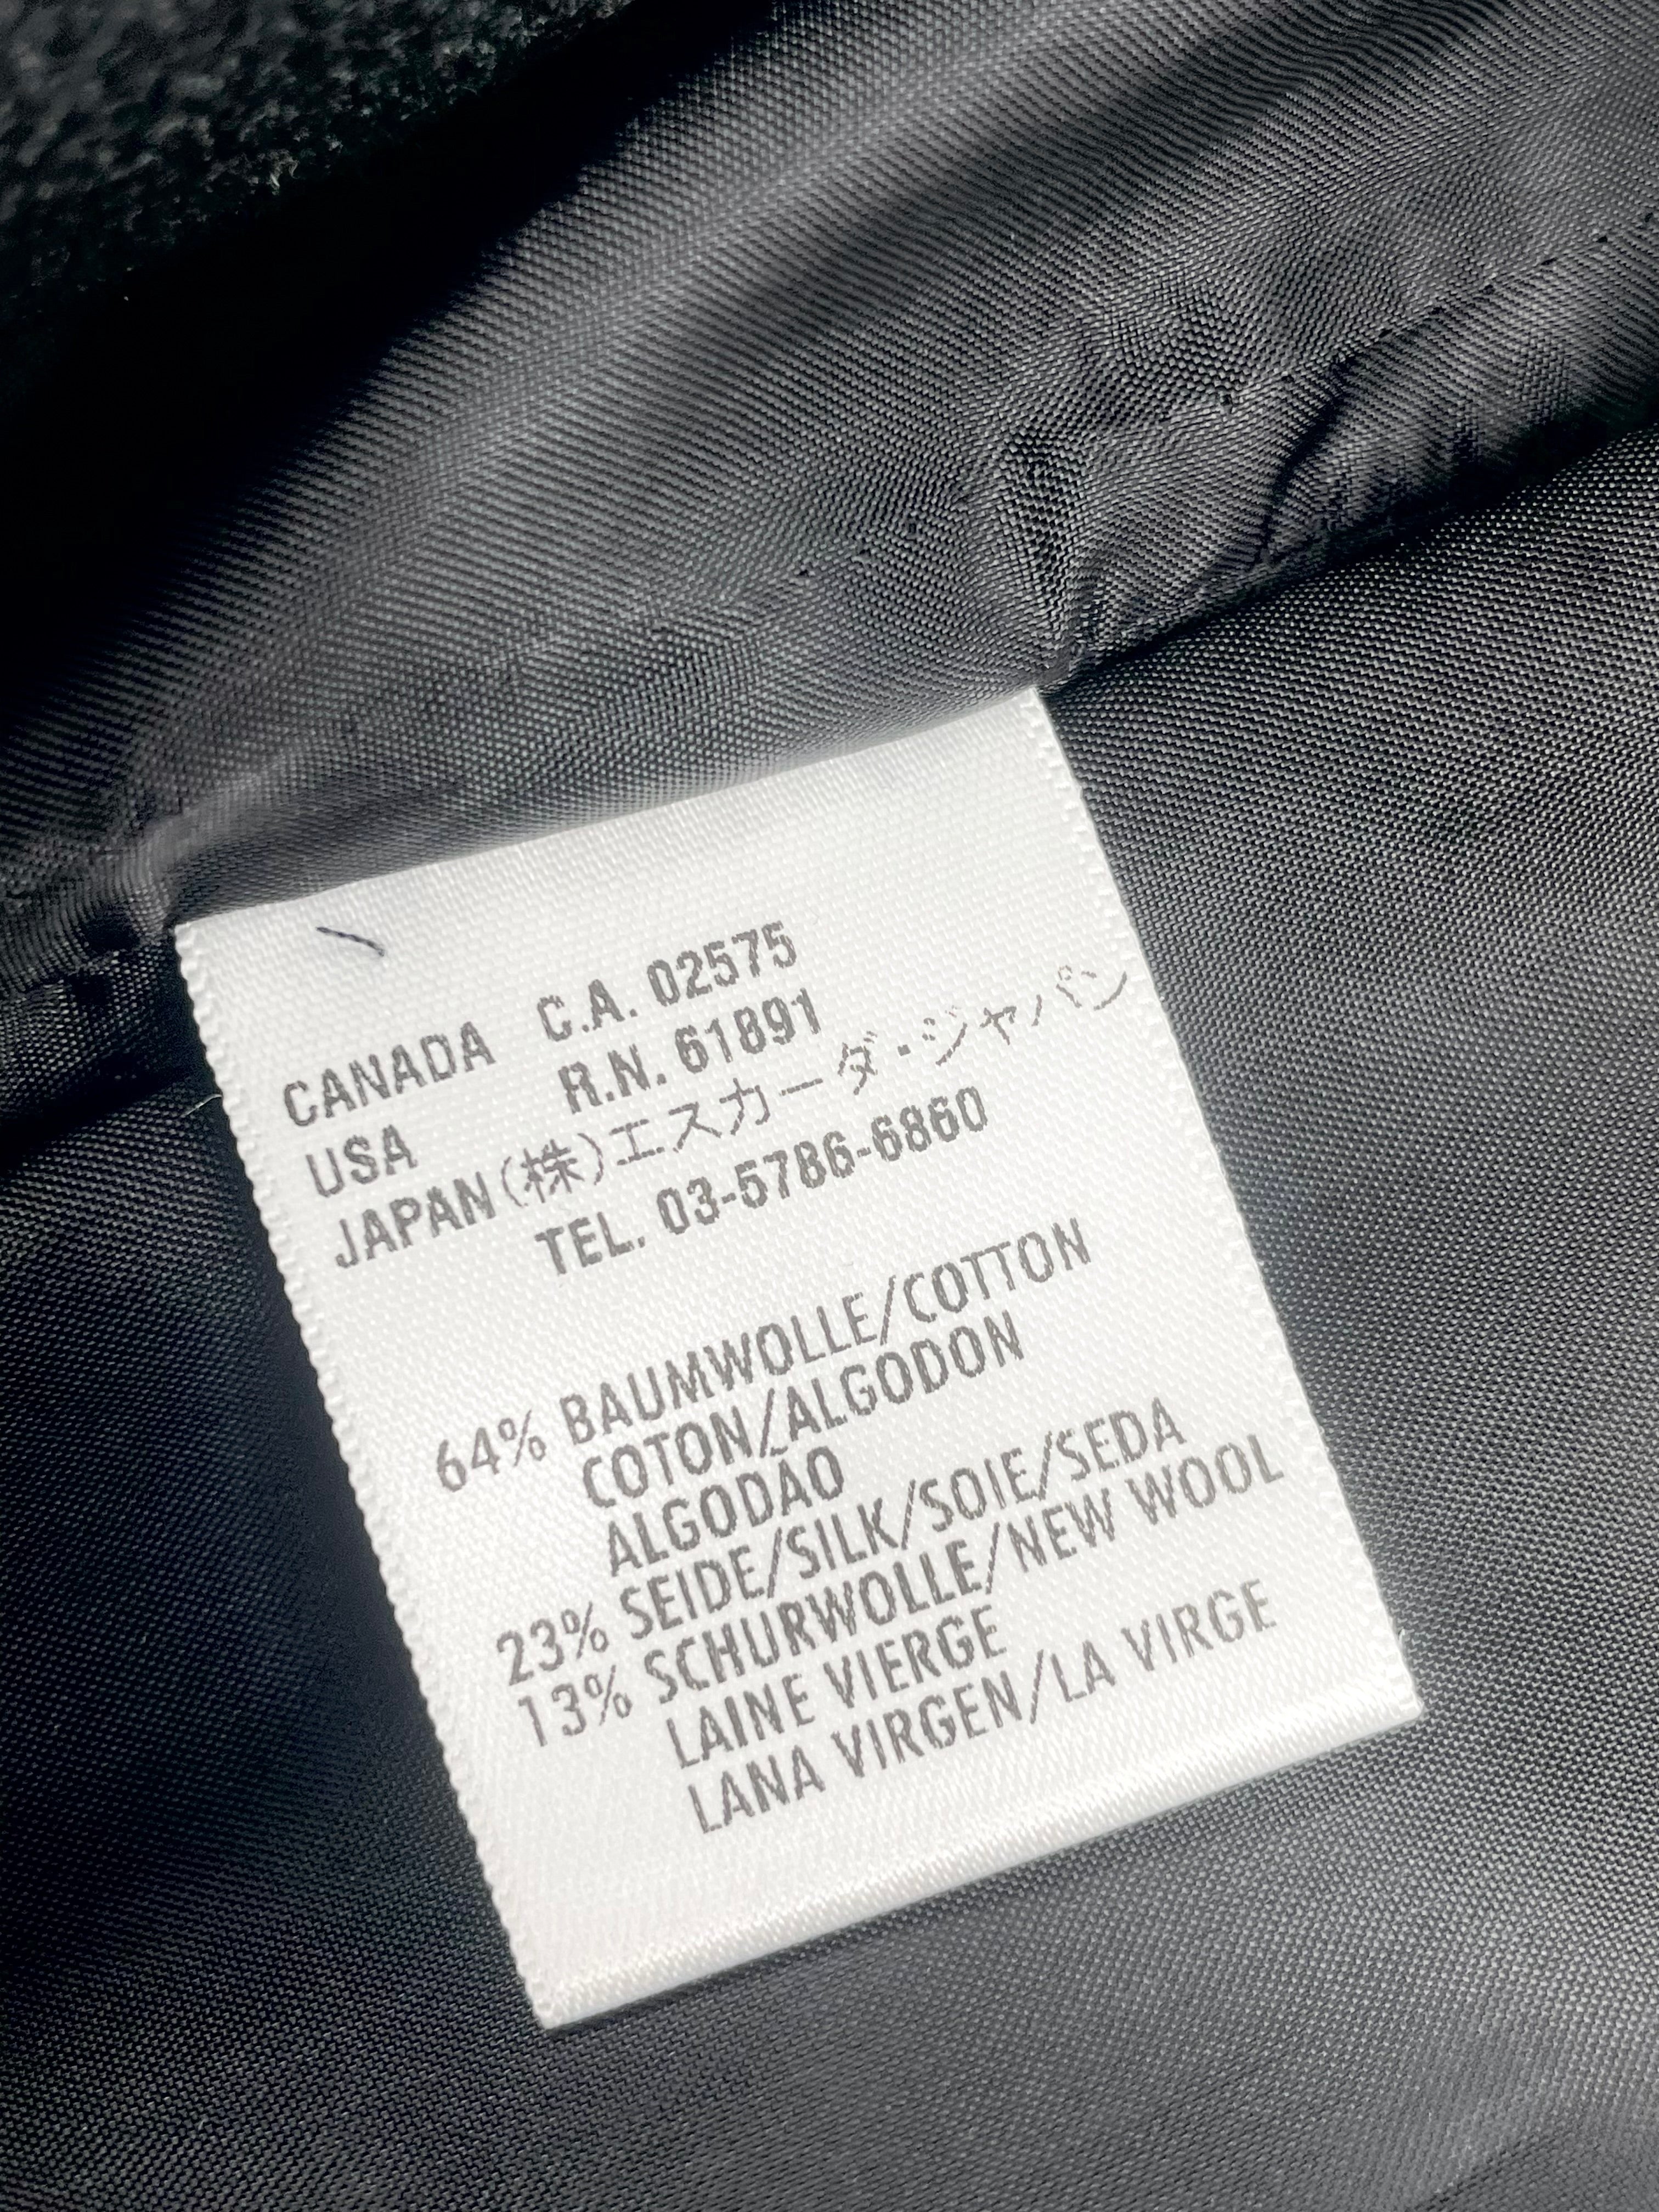 CANADA C.A. 02575
USA R.N. 61891
JAPAN(株)エスカーダ・ジャパン
TEL. 03-5786-6860
64% BAUMWOLLE/COTTON
COTON/ALGODON
ALGODAO
23% SEIDE/SILK/SOIE/SEDA
13% SCHURWOLLE/NEW WOOL
LAINE VIERGE
LANA VIRGEN/LA VIRGE